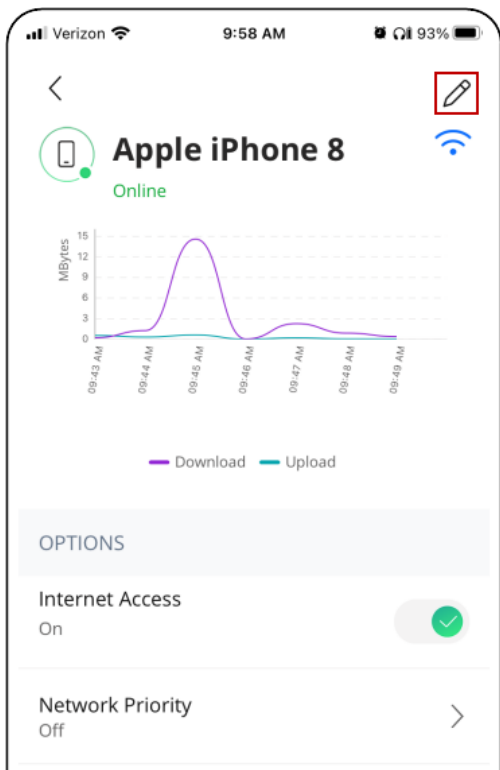 Verizon 9:58 AM 93%
Apple iPhone 8
Online
MBytes
15
12
9
6
3
0
09:43 AM 09:44 AM 09:45 AM 09:46 AM 09:47 AM 09:48 AM 09:49 AM
Download Upload
OPTIONS
Internet Access
On
Network Priority
Off